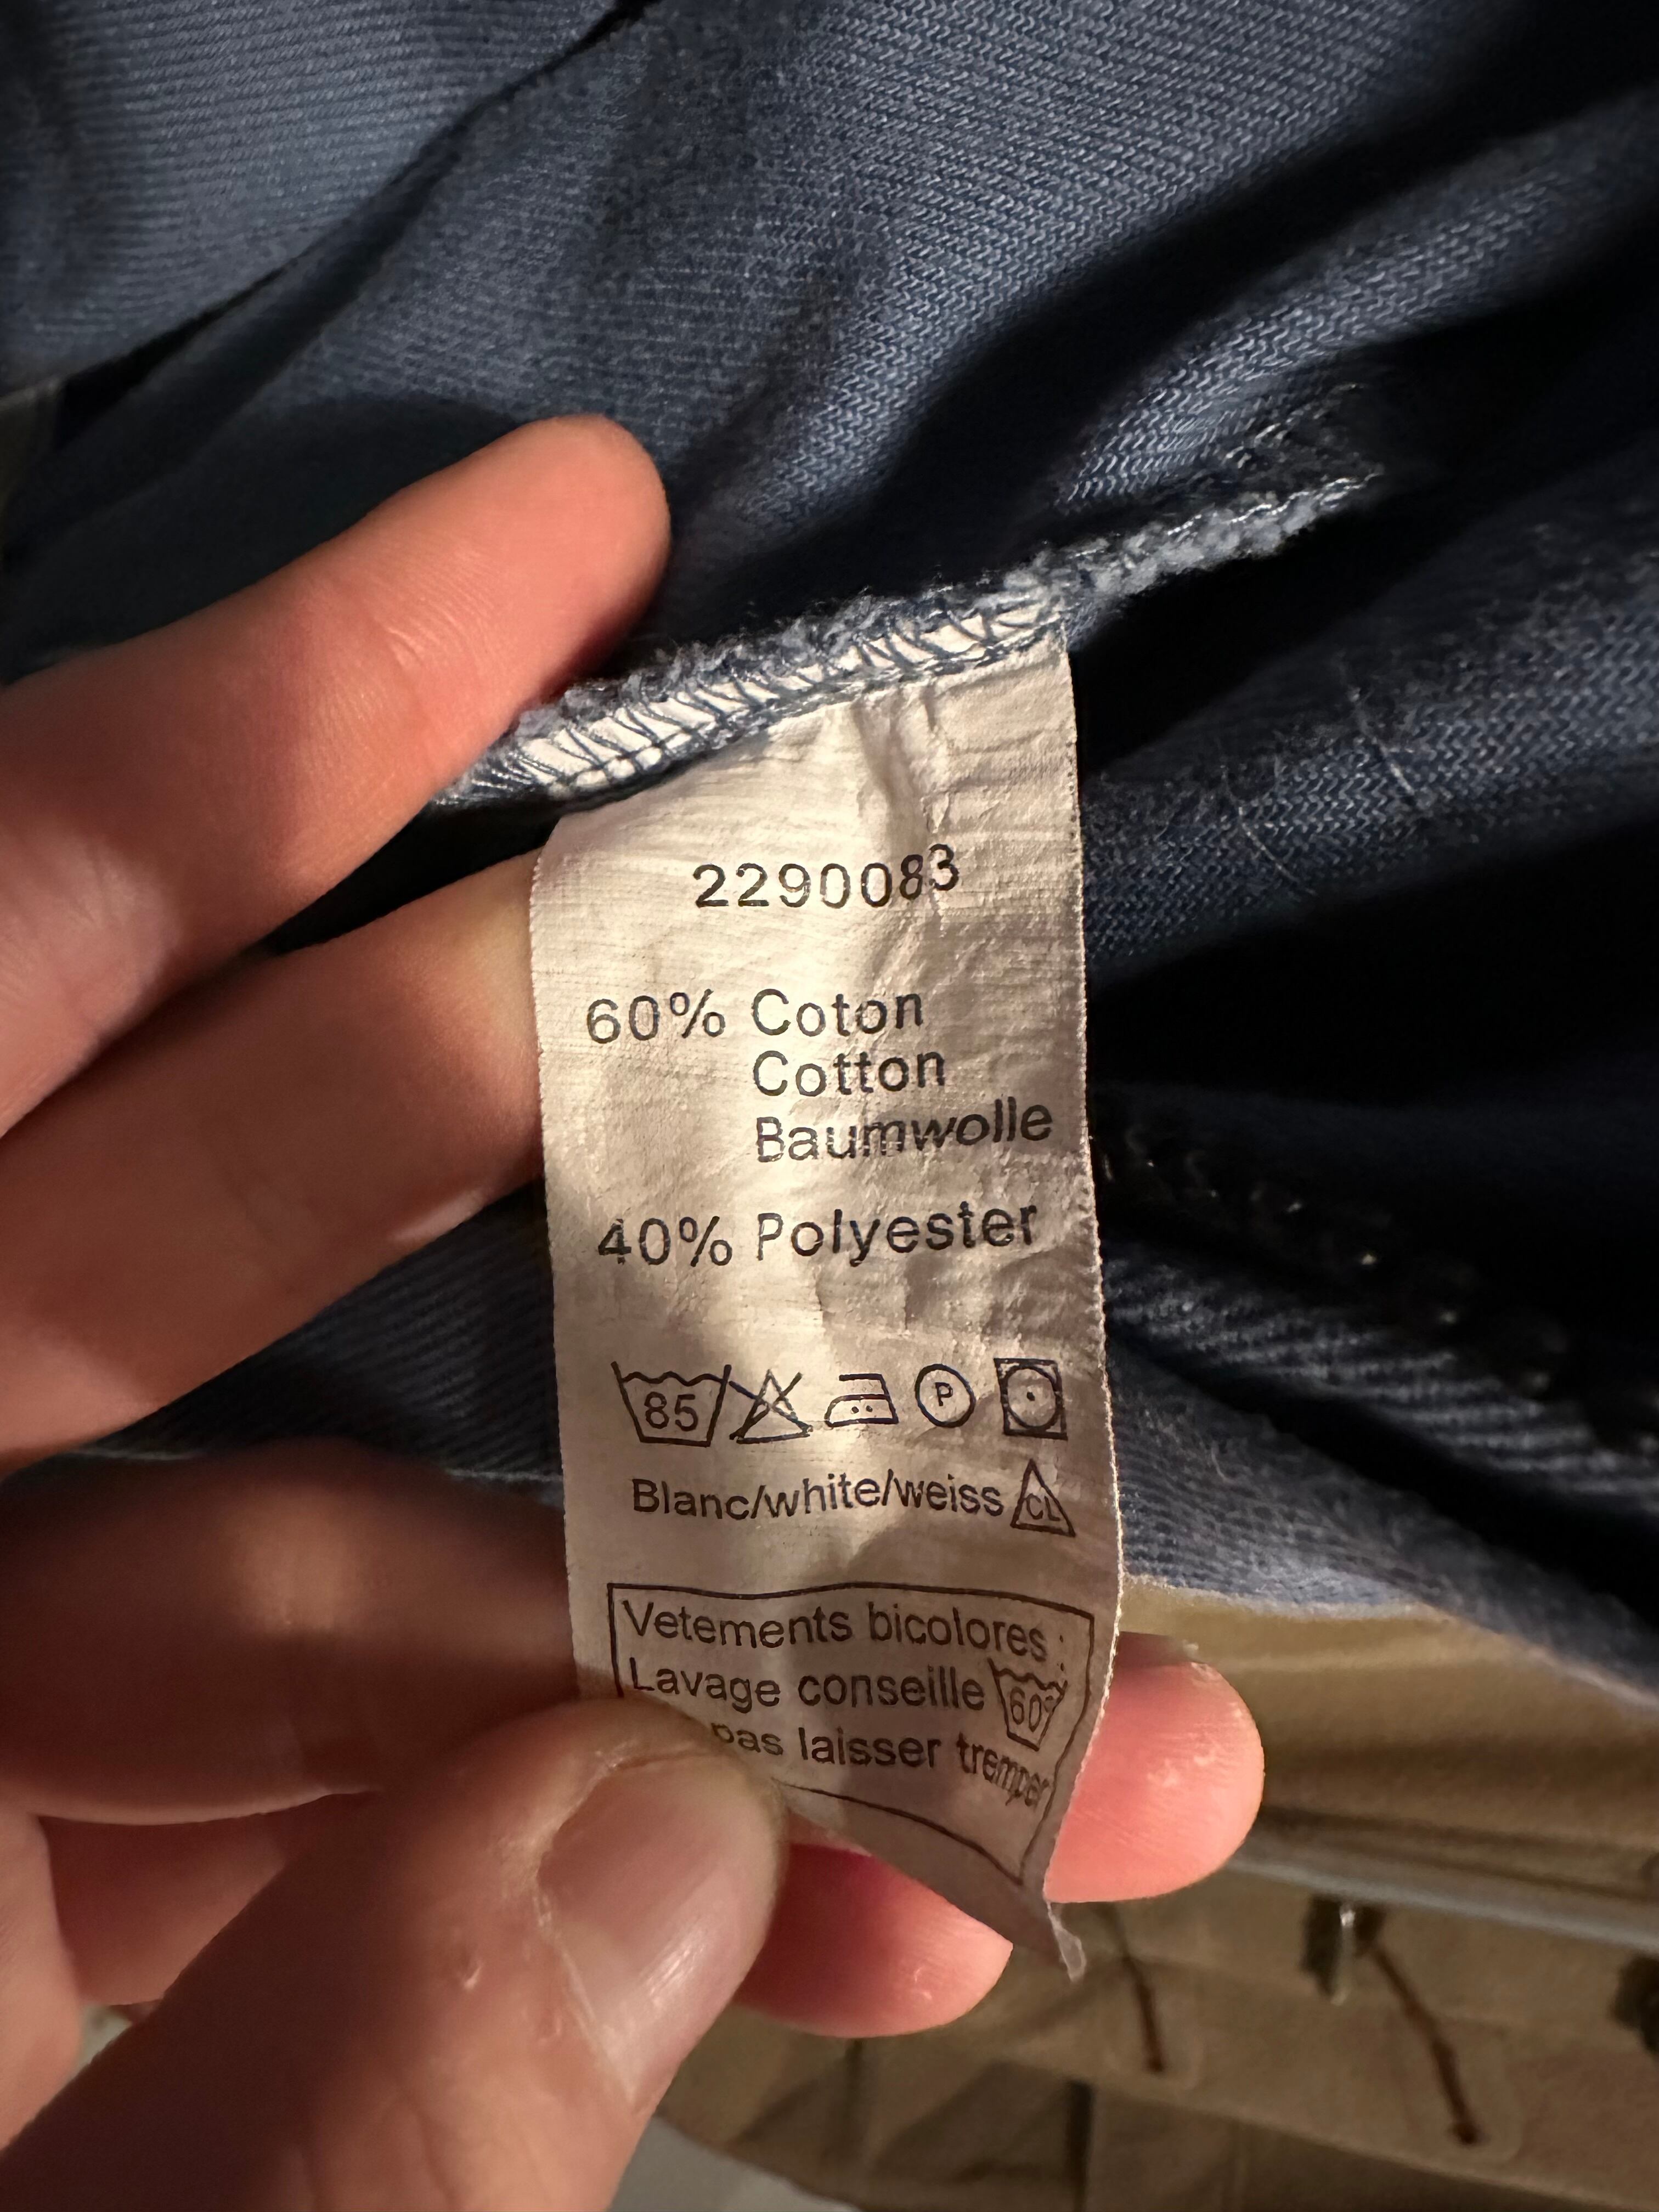 2290083
60% Coton
Cotton
Baumwolle
40% Polyester
85 P
Blanc/white/weiss CL
Vetements bicolores :
Lavage conseille 60°
pas laisser tremper